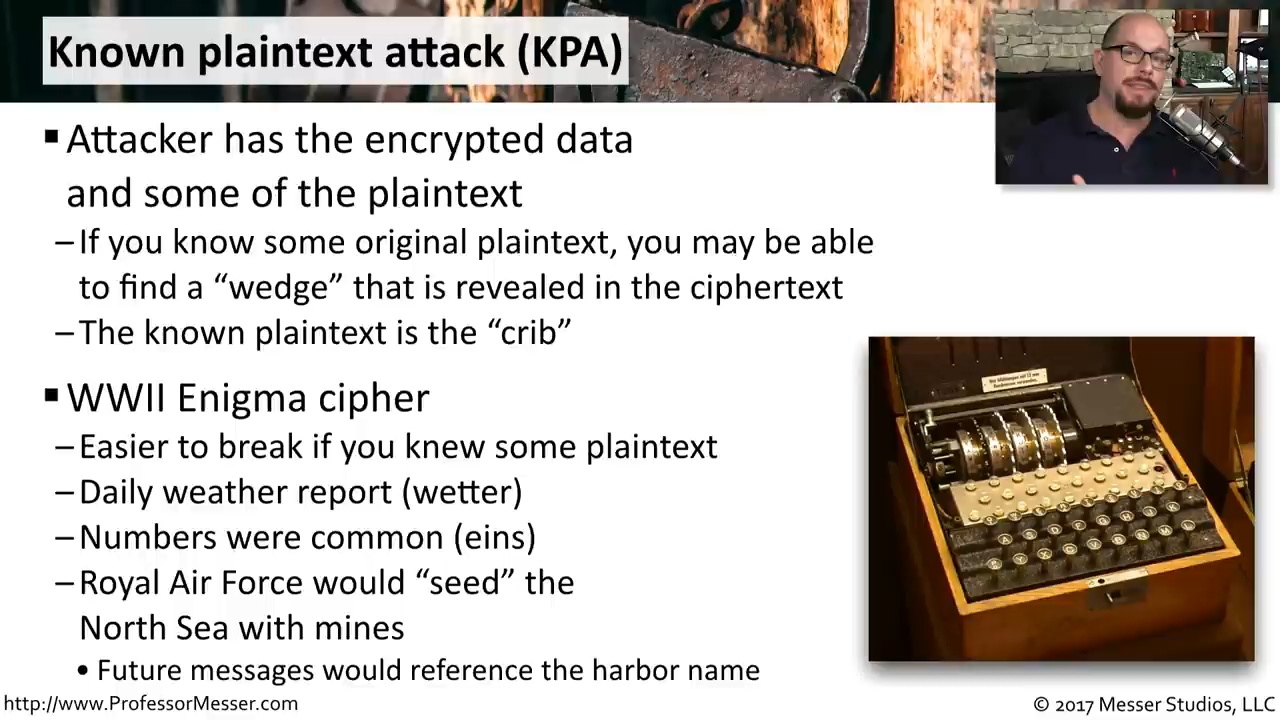 Known plaintext attack (KPA)
▪ Attacker has the encrypted data
and some of the plaintext
– If you know some original plaintext, you may be able
to find a “wedge” that is revealed in the ciphertext
– The known plaintext is the “crib”
▪ WWII Enigma cipher
– Easier to break if you knew some plaintext
– Daily weather report (wetter)
– Numbers were common (eins)
– Royal Air Force would “seed” the
North Sea with mines
• Future messages would reference the harbor name
http://www.ProfessorMesser.com
© 2017 Messer Studios, LLC